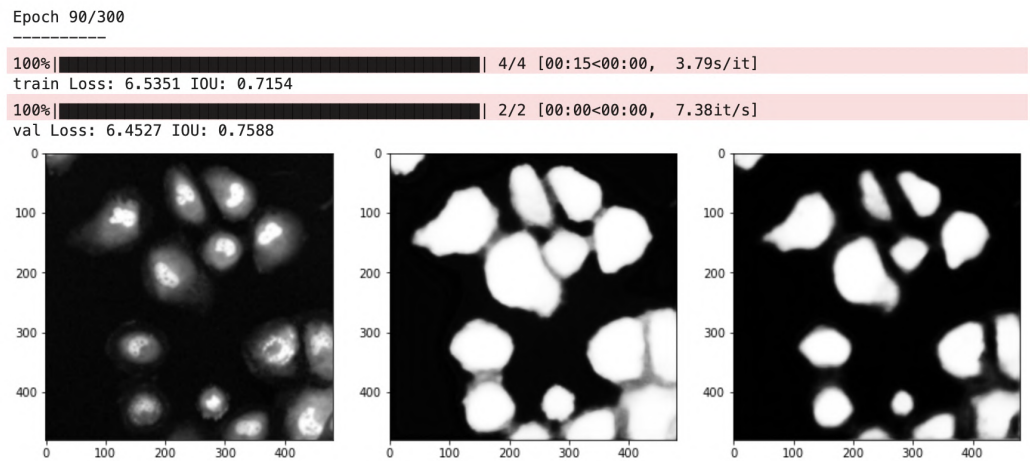 Epoch 90/300
----------
100%|██████████| 4/4 [00:15<00:00, 3.79s/it]
train Loss: 6.5351 IOU: 0.7154
100%|██████████| 2/2 [00:00<00:00, 7.38it/s]
val Loss: 6.4527 IOU: 0.7588
0 0 0
100 100 100
200 200 200
300 300 300
400 400 400
0 100 200 300 400 0 100 200 300 400 0 100 200 300 400